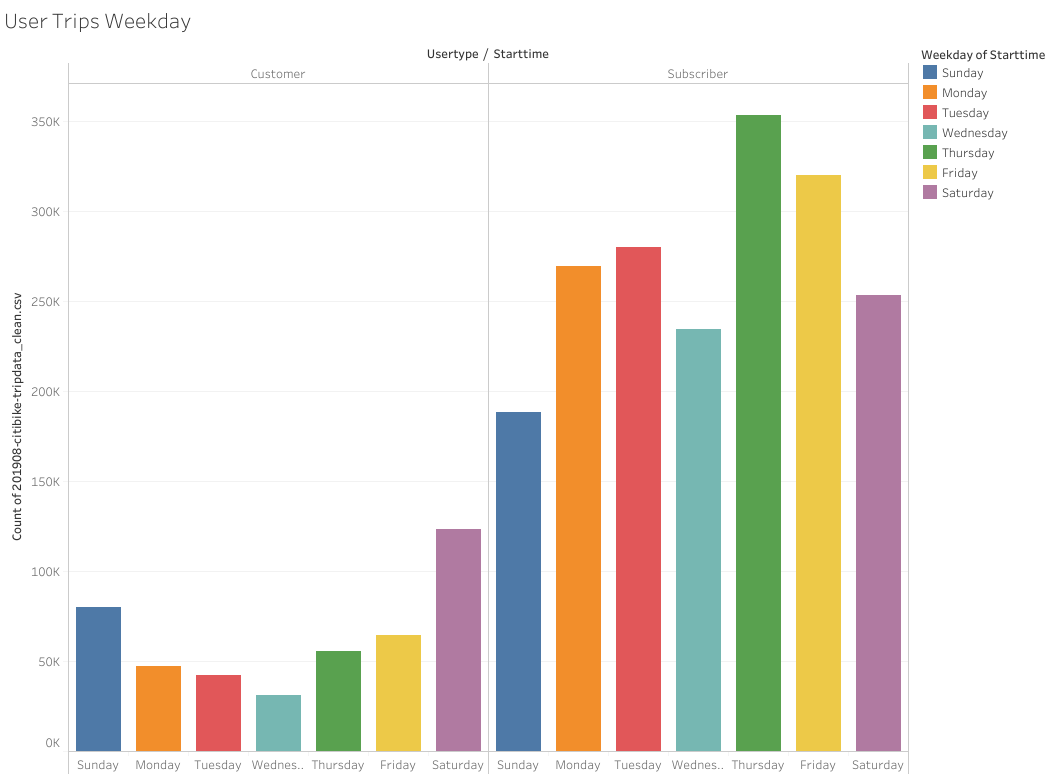 User Trips Weekday
Usertype / Starttime
Customer
Subscriber
350K
300K
250K
200K
150K
100K
50K
0K
Count of 201908-citibike-tripdata_clean.csv
Sunday
Monday
Tuesday
Wednes..
Thursday
Friday
Saturday
Sunday
Monday
Tuesday
Wednes..
Thursday
Friday
Saturday
Weekday of Starttime
Sunday
Monday
Tuesday
Wednesday
Thursday
Friday
Saturday